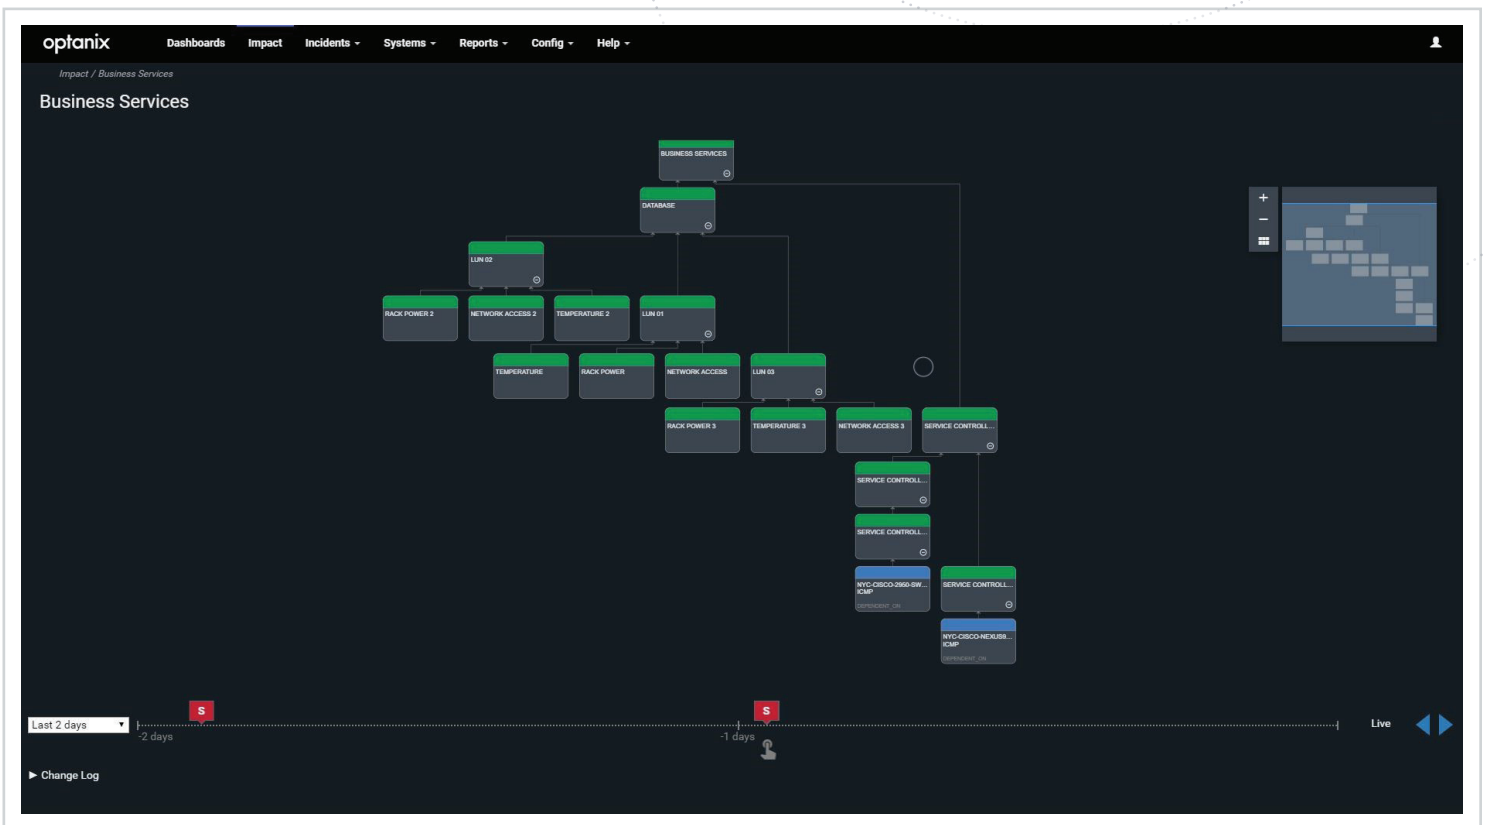 optanix Dashboards Impact Incidents Systems Reports Config Help
Impact / Business Services
Business Services
BUSINESS SERVICES
DATABASE
LUN 02
RACK POWER 2 NETWORK ACCESS 2 TEMPERATURE 2 LUN 01
TEMPERATURE RACK POWER NETWORK ACCESS LUN 03
RACK POWER 3 TEMPERATURE 3 NETWORK ACCESS 3 SERVICE CONTROLL...
SERVICE CONTROLL...
SERVICE CONTROLL...
NYC-CISCO-2950-SW... SERVICE CONTROLL...
ICMP
DEPENDENT_ON
NYC-CISCO-NEXUS9...
ICMP
DEPENDENT_ON
S S
Last 2 days Live
-2 days -1 days
Change Log